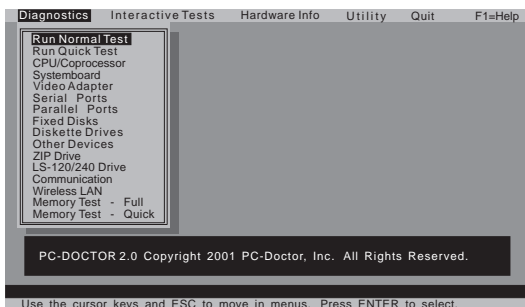 Diagnostics Interactive Tests Hardware Info Utility Quit F1=Help
Run Normal Test
Run Quick Test
CPU/Coprocessor
Systemboard
Video Adapter
Serial Ports
Parallel Ports
Fixed Disks
Diskette Drives
Other Devices
ZIP Drive
LS-120/240 Drive
Communication
Wireless LAN
Memory Test - Full
Memory Test - Quick
PC-DOCTOR 2.0 Copyright 2001 PC-Doctor, Inc. All Rights Reserved.
Use the cursor keys and ESC to move in menus. Press ENTER to select.